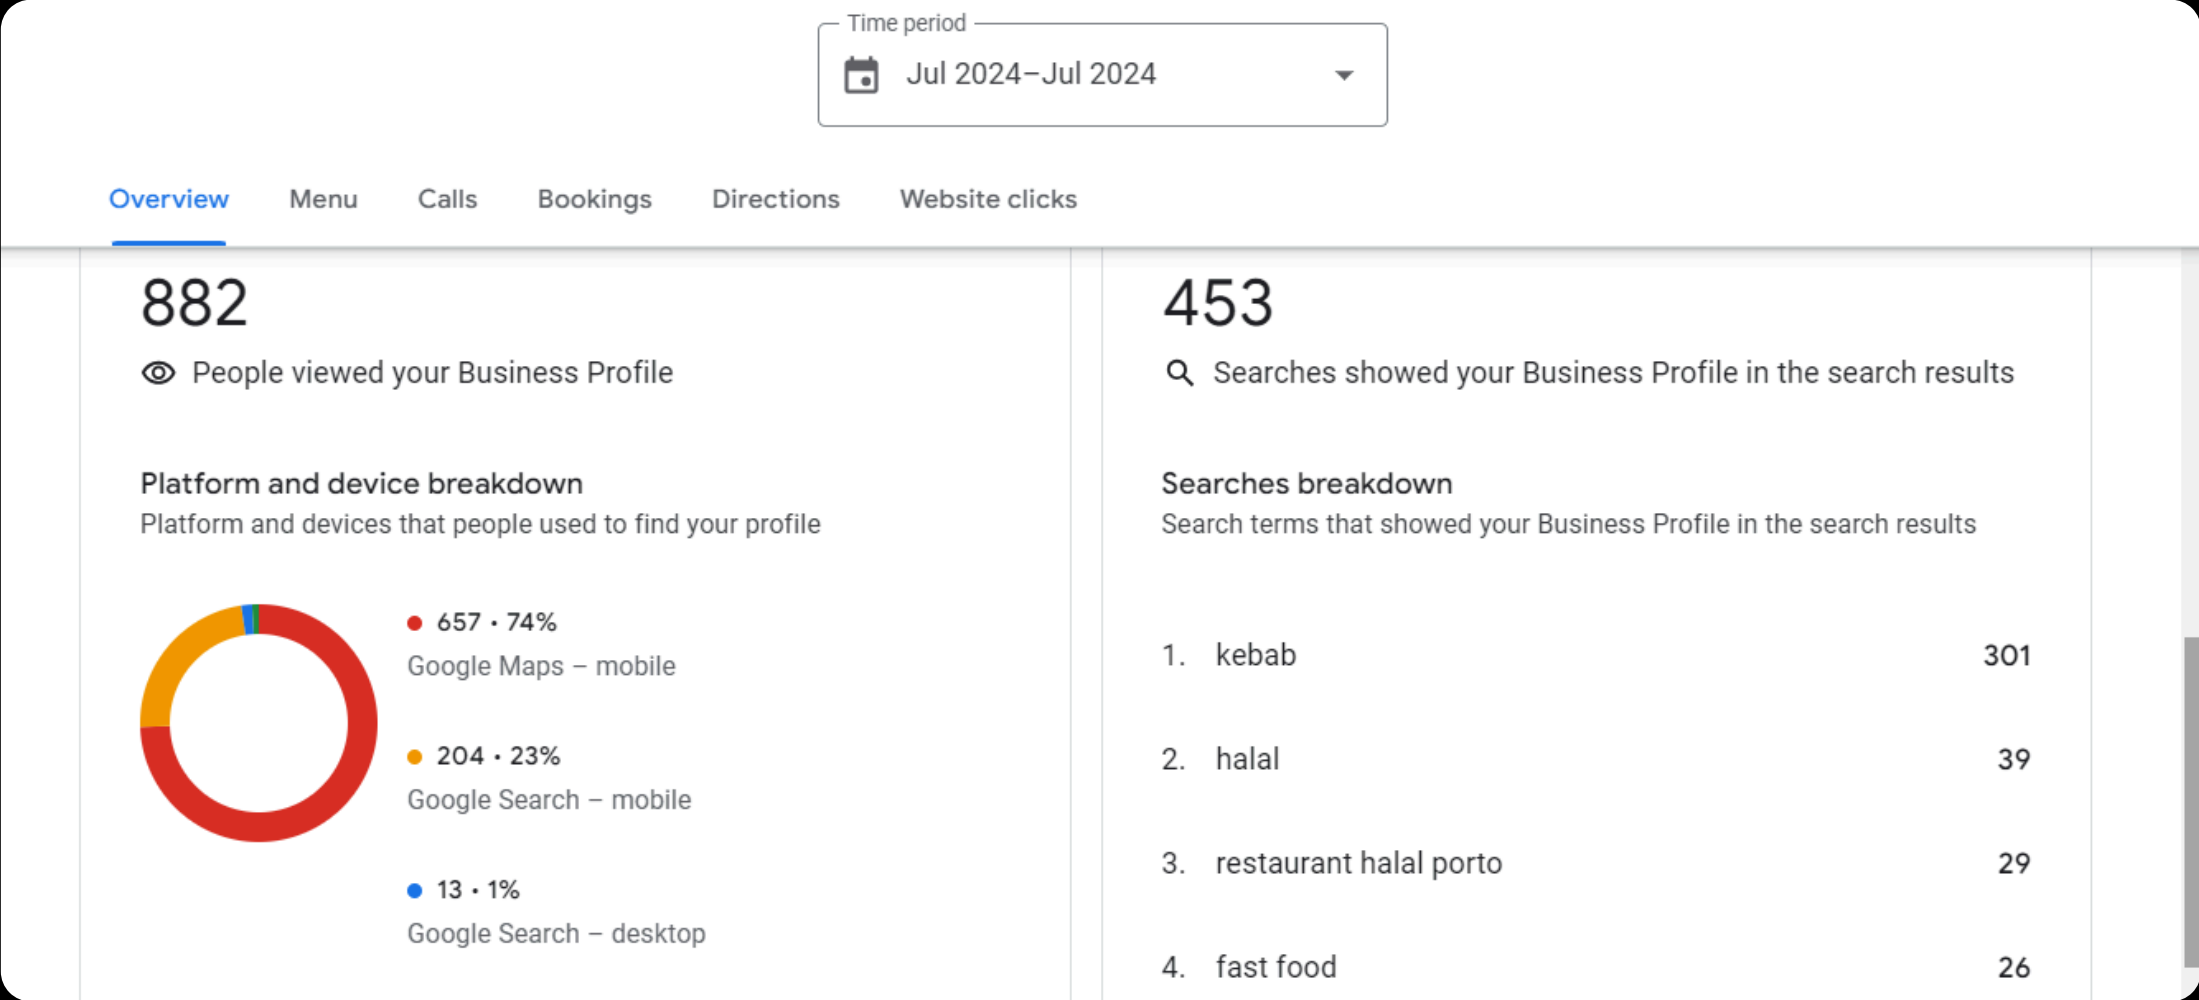 Time period
Jul 2024–Jul 2024
Overview Menu Calls Bookings Directions Website clicks
882
People viewed your Business Profile
Platform and device breakdown
Platform and devices that people used to find your profile
657 • 74%
Google Maps – mobile
204 • 23%
Google Search – mobile
13 • 1%
Google Search – desktop
453
Searches showed your Business Profile in the search results
Searches breakdown
Search terms that showed your Business Profile in the search results
1. kebab 301
2. halal 39
3. restaurant halal porto 29
4. fast food 26